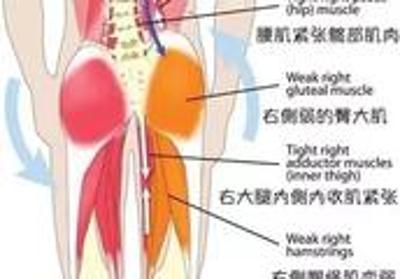 (hip) muscle
腰肌紧张髋部肌肉
Weak right
gluteal muscle
右侧弱的臀大肌
Tight right
adductor muscles
(inner thigh)
右大腿内侧内收肌紧张
Weak right
hamstrings